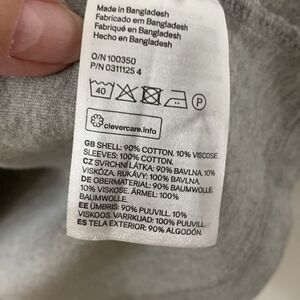 Made in Bangladesh
Fabricado em Bangladesh
Fabriqué en Bangladesh
Hecho en Bangladesh
O/N 100350
P/N 0311125 4
40
P
clevercare.info
GB SHELL: 90% COTTON. 10% VISCOSE.
SLEEVES: 100% COTTON.
CZ SVRCHNÍ LÁTKA: 90% BAVLNA. 10%
VISKÓZA. RUKÁVY: 100% BAVLNA
DE OBERMATERIAL: 90% BAUMWOLLE.
10% VISKOSE. ÄRMEL: 100%
BAUMWOLLE.
EE ÜMBRIS: 90% PUUVILL. 10%
VISKOOS. VARRKUAD: 100% PUUVILL
ES TELA EXTERIOR: 90% ALGODÓN.